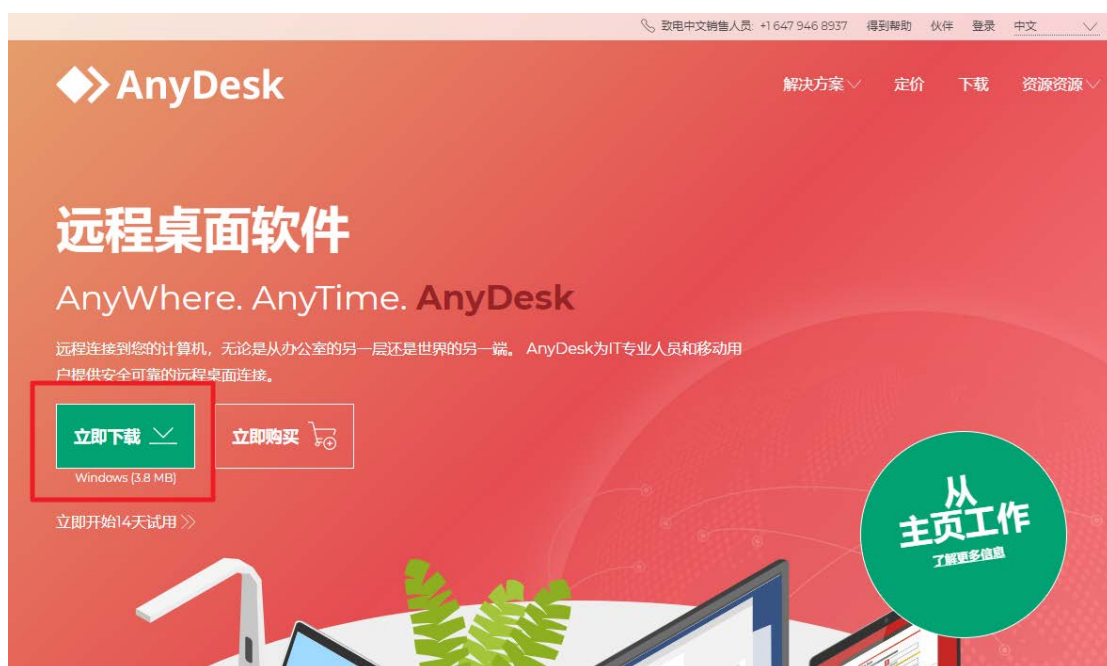 致电中文销售人员: +1 647 946 8937 得到帮助 伙伴 登录 中文
AnyDesk 解决方案 定价 下载 资源资源
远程桌面软件
AnyWhere. AnyTime. AnyDesk
远程连接到您的计算机，无论是从办公室的另一层还是世界的另一端。 AnyDesk为IT专业人员和移动用
户提供安全可靠的远程桌面连接。
立即下载 立即购买
Windows (3.8 MB)
立即开始14天试用
从
主页工作
了解更多信息